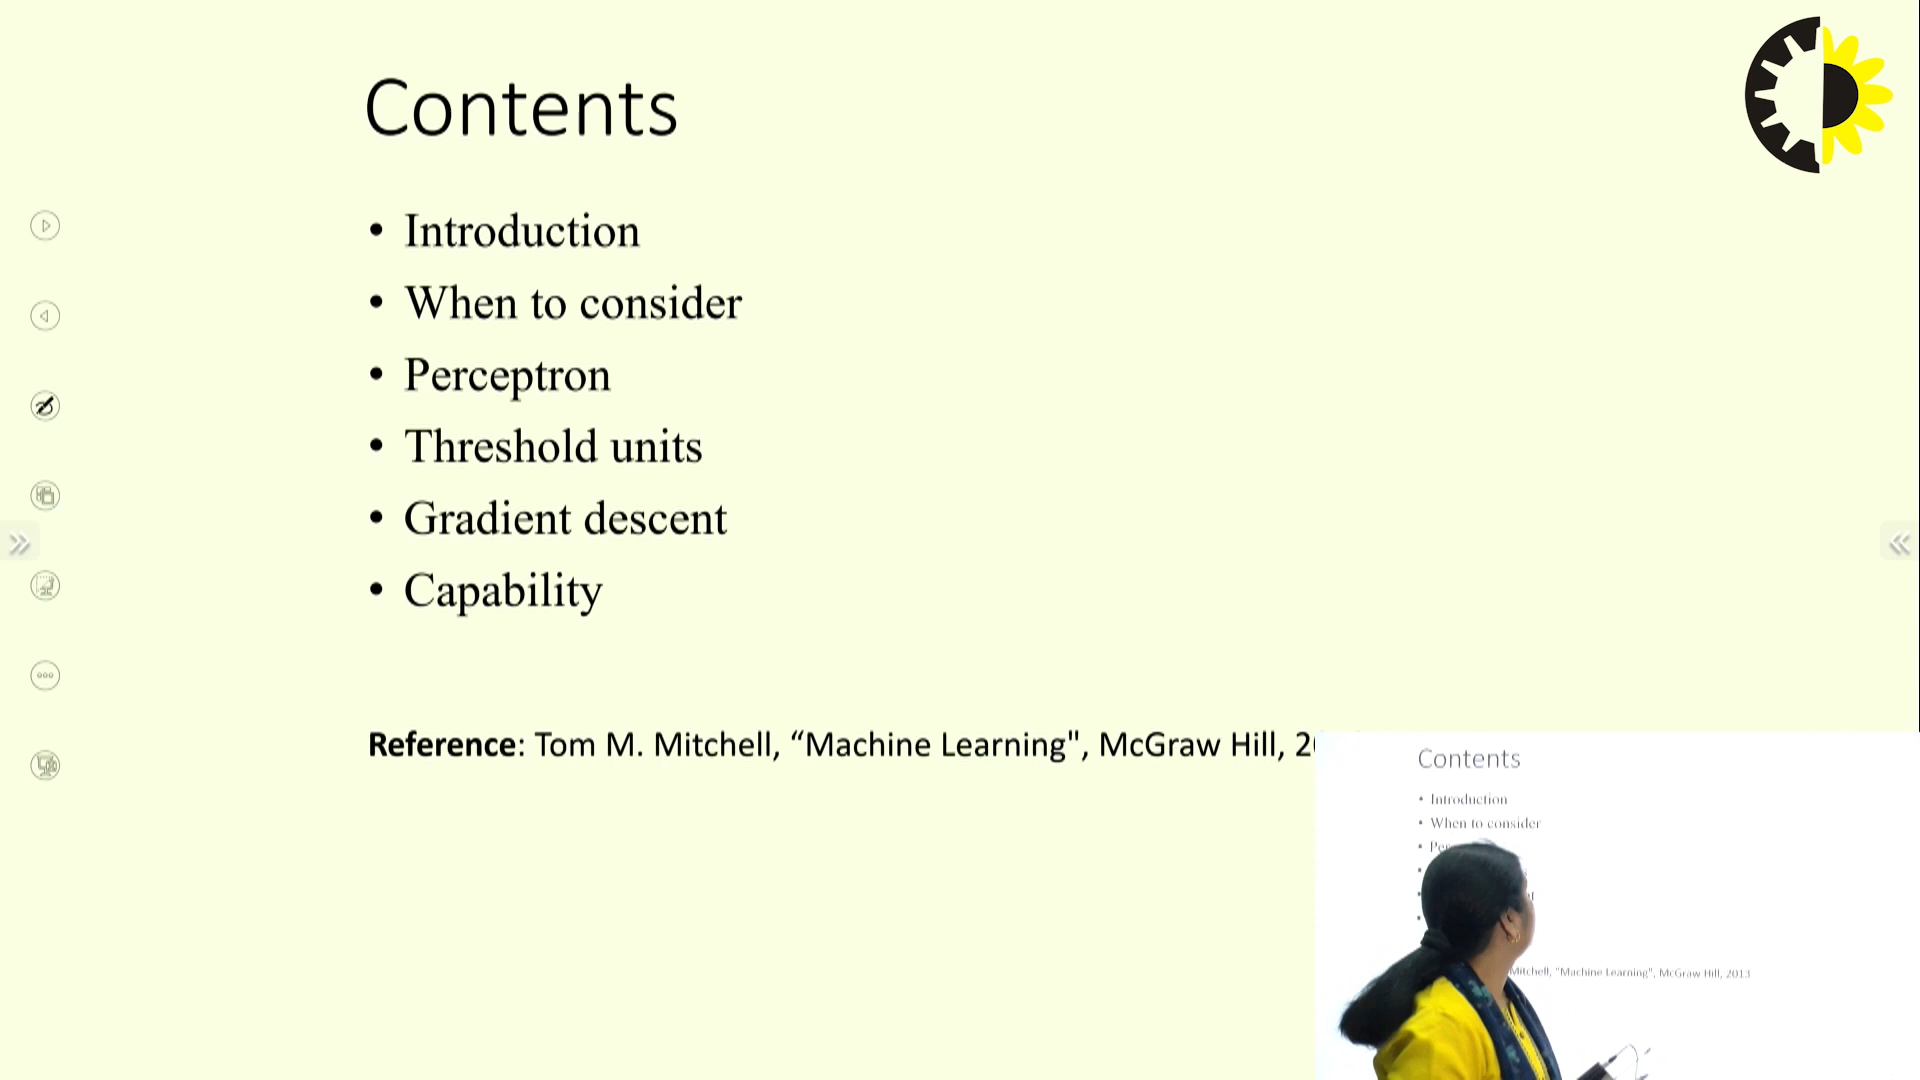 Contents
• Introduction
• When to consider
• Perceptron
• Threshold units
• Gradient descent
• Capability
Reference: Tom M. Mitchell, “Machine Learning", McGraw Hill, 2
Contents
• Introduction
• When to consider
Mitchell, "Machine Learning", McGraw Hill, 2013